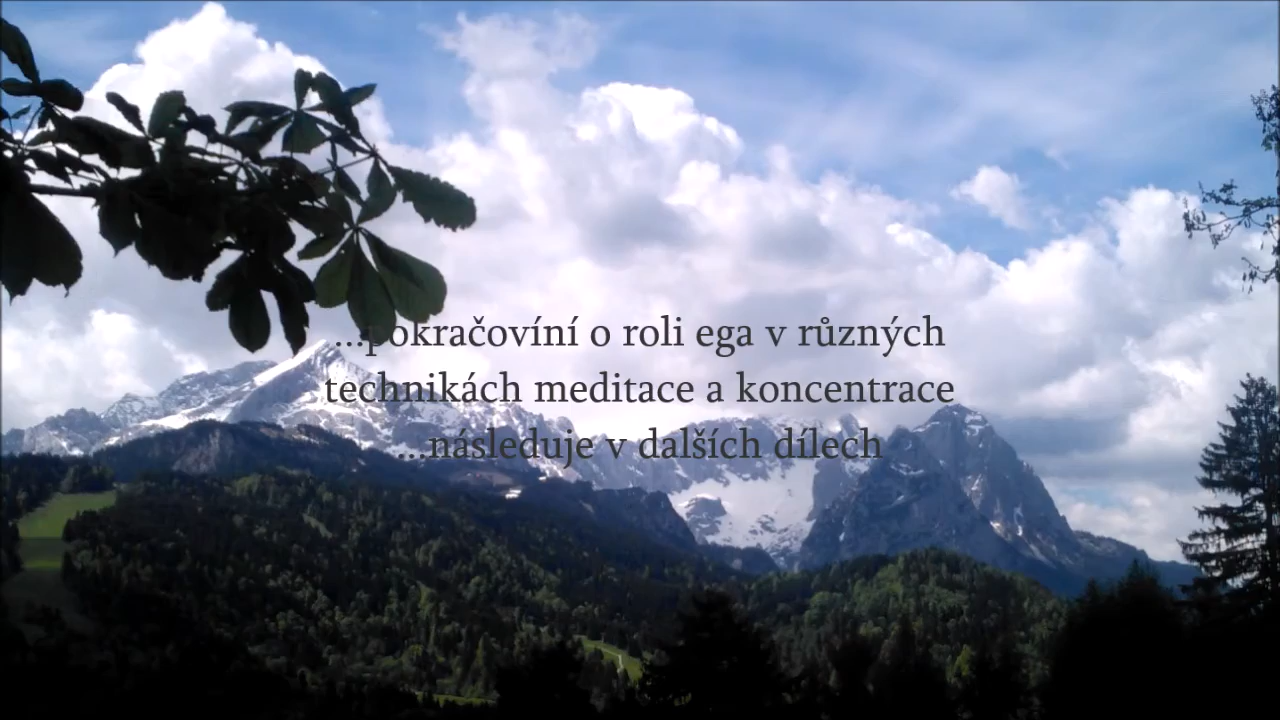 ...pokračovíní o roli ega v různých
technikách meditace a koncentrace
...následuje v dalších dílech